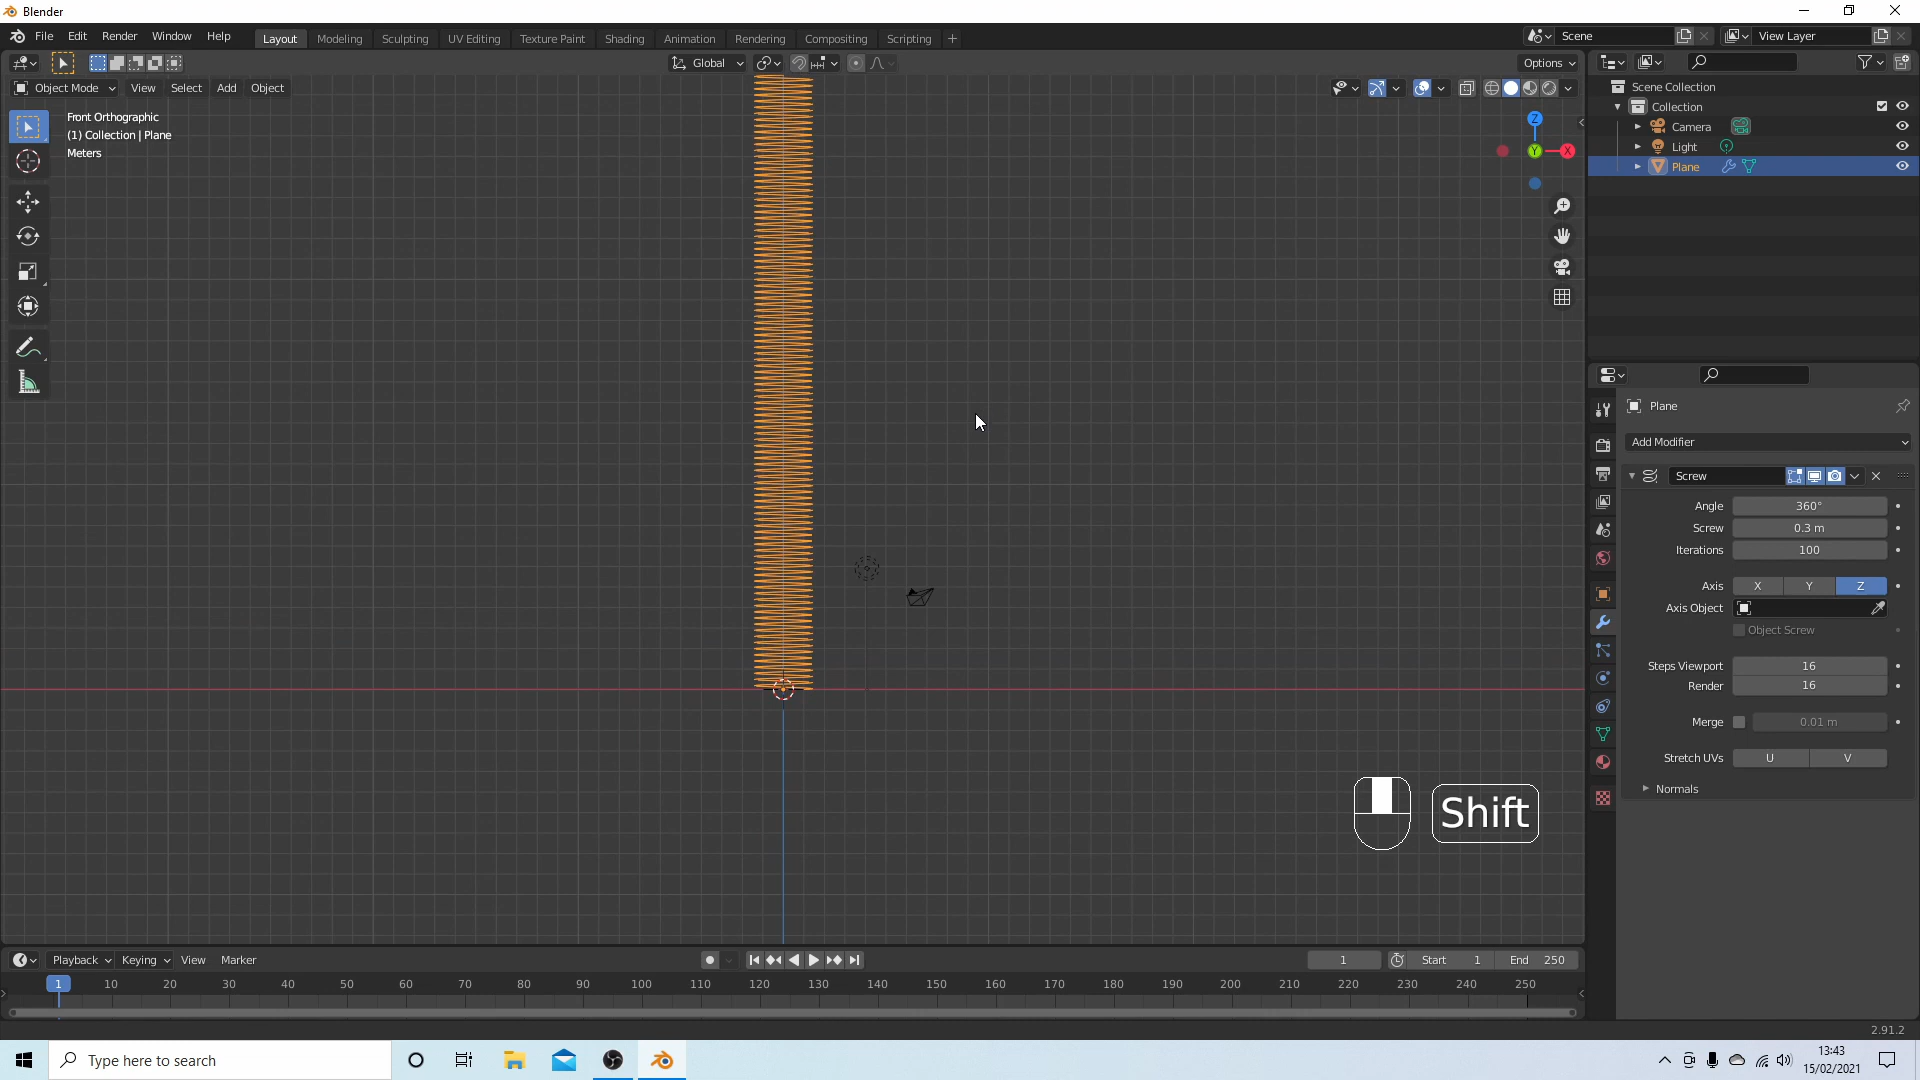 Blender
File Edit Render Window Help
Layout Modeling Sculpting UV Editing Texture Paint Shading Animation Rendering Compositing Scripting +
Scene
View Layer
Global
Options
Object Mode View Select Add Object
Front Orthographic
(1) Collection | Plane
Meters
Z
Y
X
Scene Collection
Collection
Camera
Light
Plane
Plane
Add Modifier
Screw
Angle 360°
Screw 0.3 m
Iterations 100
Axis X Y Z
Axis Object
Object Screw
Steps Viewport 16
Render 16
Merge 0.01 m
Stretch UVs U V
Normals
Shift
Playback Keying View Marker
1 Start 1 End 250
1 10 20 30 40 50 60 70 80 90 100 110 120 130 140 150 160 170 180 190 200 210 220 230 240 250
2.91.2
Type here to search
13:43
15/02/2021